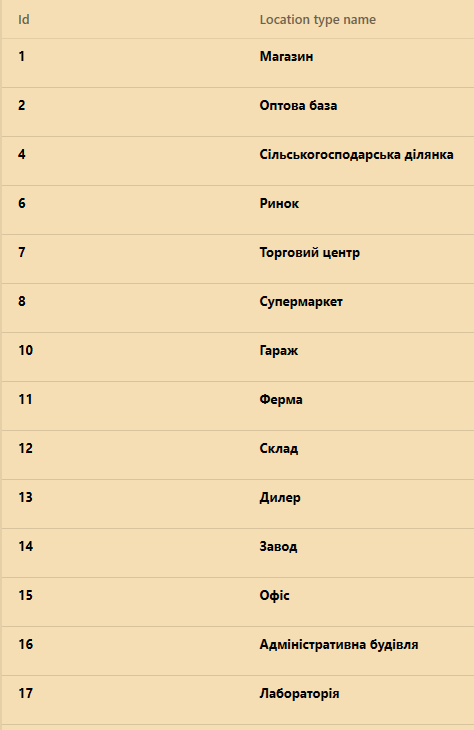 Id Location type name
1 Магазин
2 Оптова база
4 Сільськогосподарська ділянка
6 Ринок
7 Торговий центр
8 Супермаркет
10 Гараж
11 Ферма
12 Склад
13 Дилер
14 Завод
15 Офіс
16 Адміністративна будівля
17 Лабораторія